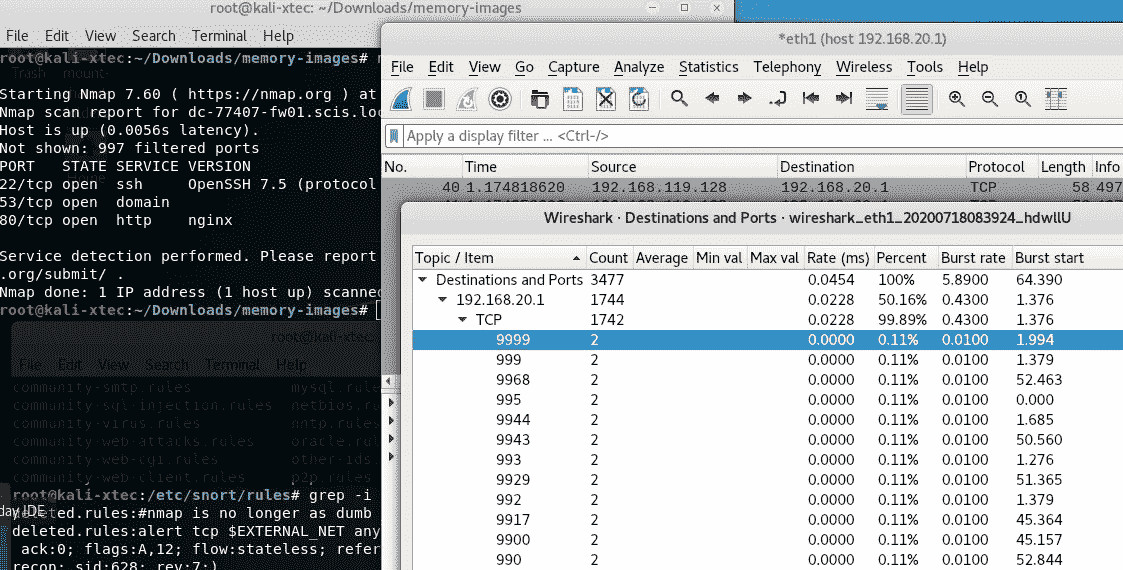 root@kali-xtec: ~/Downloads/memory-images
File Edit View Search Terminal Help
root@kali-xtec:~/Downloads/memory-images#
Trash mount-
Starting Nmap 7.60 ( https://nmap.org ) at
Nmap scan report for dc-77407-fw01.scis.loc
Host is up (0.0056s latency).
Not shown: 997 filtered ports
PORT STATE SERVICE VERSION
22/tcp open ssh OpenSSH 7.5 (protocol
53/tcp open domain
80/tcp open http nginx
Service detection performed. Please report
.org/submit/ .
Nmap done: 1 IP address (1 host up) scanned
root@kali-xtec:~/Downloads/memory-images#
root@kali-xtec:
File Edit View Search Terminal Help
community-smtp.rules mysql.rule
community-sql-injection.rules netbios.ru
community-virus.rules nntp.rules
community-web-attacks.rules oracle.rul
community-web-cgi.rules other-ids.
community-web-client.rules p2p.rules
root@kali-xtec:/etc/snort/rules# grep -i
day IDE
deleted.rules:#nmap is no longer as dumb
deleted.rules:alert tcp $EXTERNAL_NET any
ack:0; flags:A,12; flow:stateless; refer
recon; sid:628; rev:7;)
*eth1 (host 192.168.20.1)
File Edit View Go Capture Analyze Statistics Telephony Wireless Tools Help
Apply a display filter ... <Ctrl-/>
No. Time Source Destination Protocol Length Info
40 1.174818620 192.168.119.128 192.168.20.1 TCP 58 497
Wireshark · Destinations and Ports · wireshark_eth1_20200718083924_hdwllU
Topic / Item Count Average Min val Max val Rate (ms) Percent Burst rate Burst start
Destinations and Ports 3477 0.0454 100% 5.8900 64.390
192.168.20.1 1744 0.0228 50.16% 0.4300 1.376
TCP 1742 0.0228 99.89% 0.4300 1.376
9999 2 0.0000 0.11% 0.0100 1.994
999 2 0.0000 0.11% 0.0100 1.379
9968 2 0.0000 0.11% 0.0100 52.463
995 2 0.0000 0.11% 0.0100 0.000
9944 2 0.0000 0.11% 0.0100 1.685
9943 2 0.0000 0.11% 0.0100 50.560
993 2 0.0000 0.11% 0.0100 1.276
9929 2 0.0000 0.11% 0.0100 51.365
992 2 0.0000 0.11% 0.0100 1.379
9917 2 0.0000 0.11% 0.0100 45.364
9900 2 0.0000 0.11% 0.0100 45.157
990 2 0.0000 0.11% 0.0100 52.844